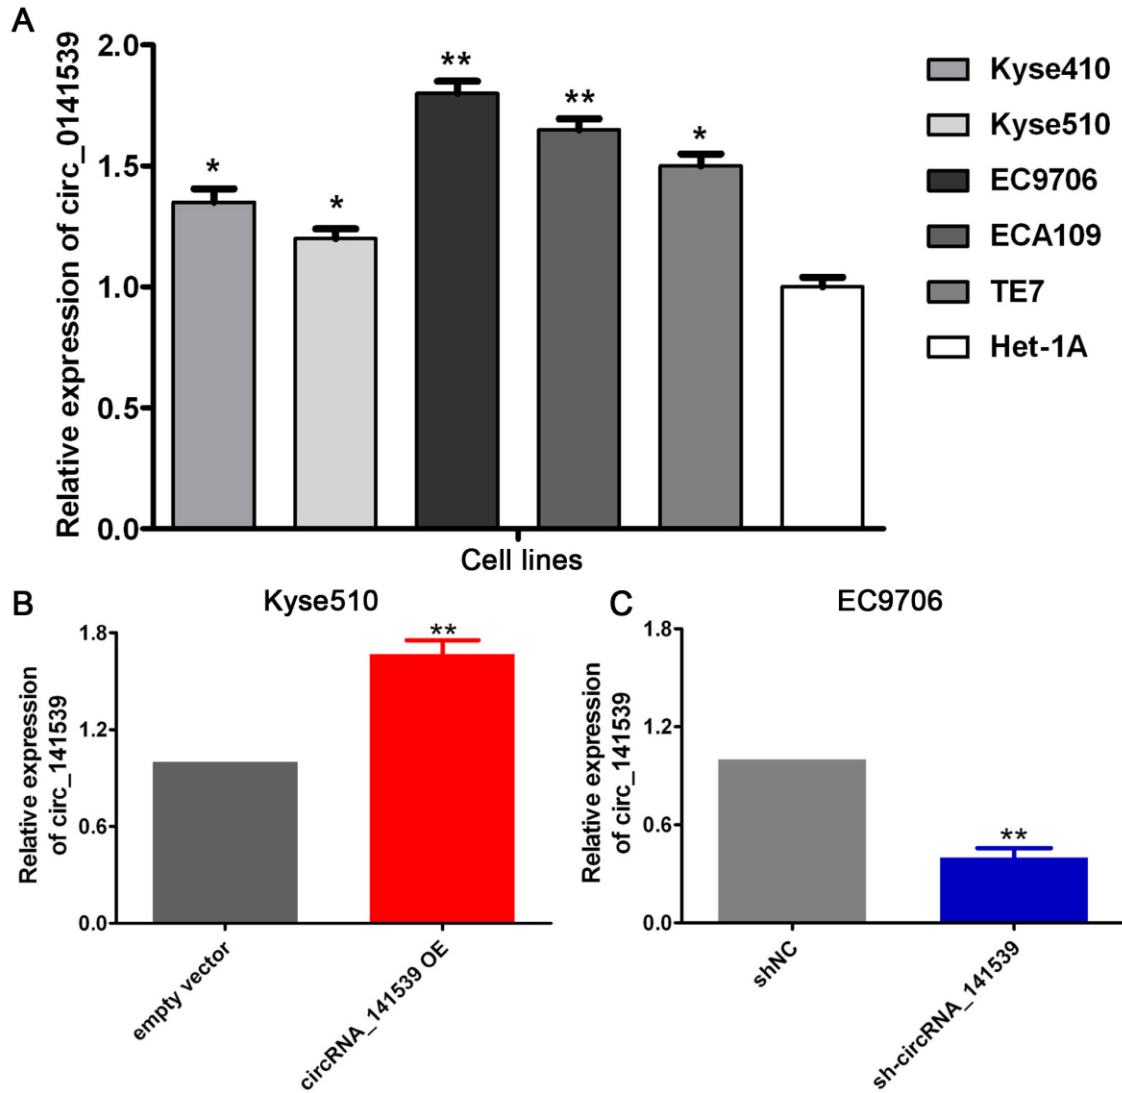 A
Relative expression of circ_0141539
2.0
1.5
1.0
0.5
0.0
*
*
**
**
*
Cell lines
Kyse410
Kyse510
EC9706
ECA109
TE7
Het-1A
B
Kyse510
Relative expression
of circ_141539
1.8
1.2
0.6
0.0
**
empty vector
circRNA_141539 OE
C
EC9706
Relative expression
of circ_141539
1.8
1.2
0.6
0.0
**
shNC
sh-circRNA_141539